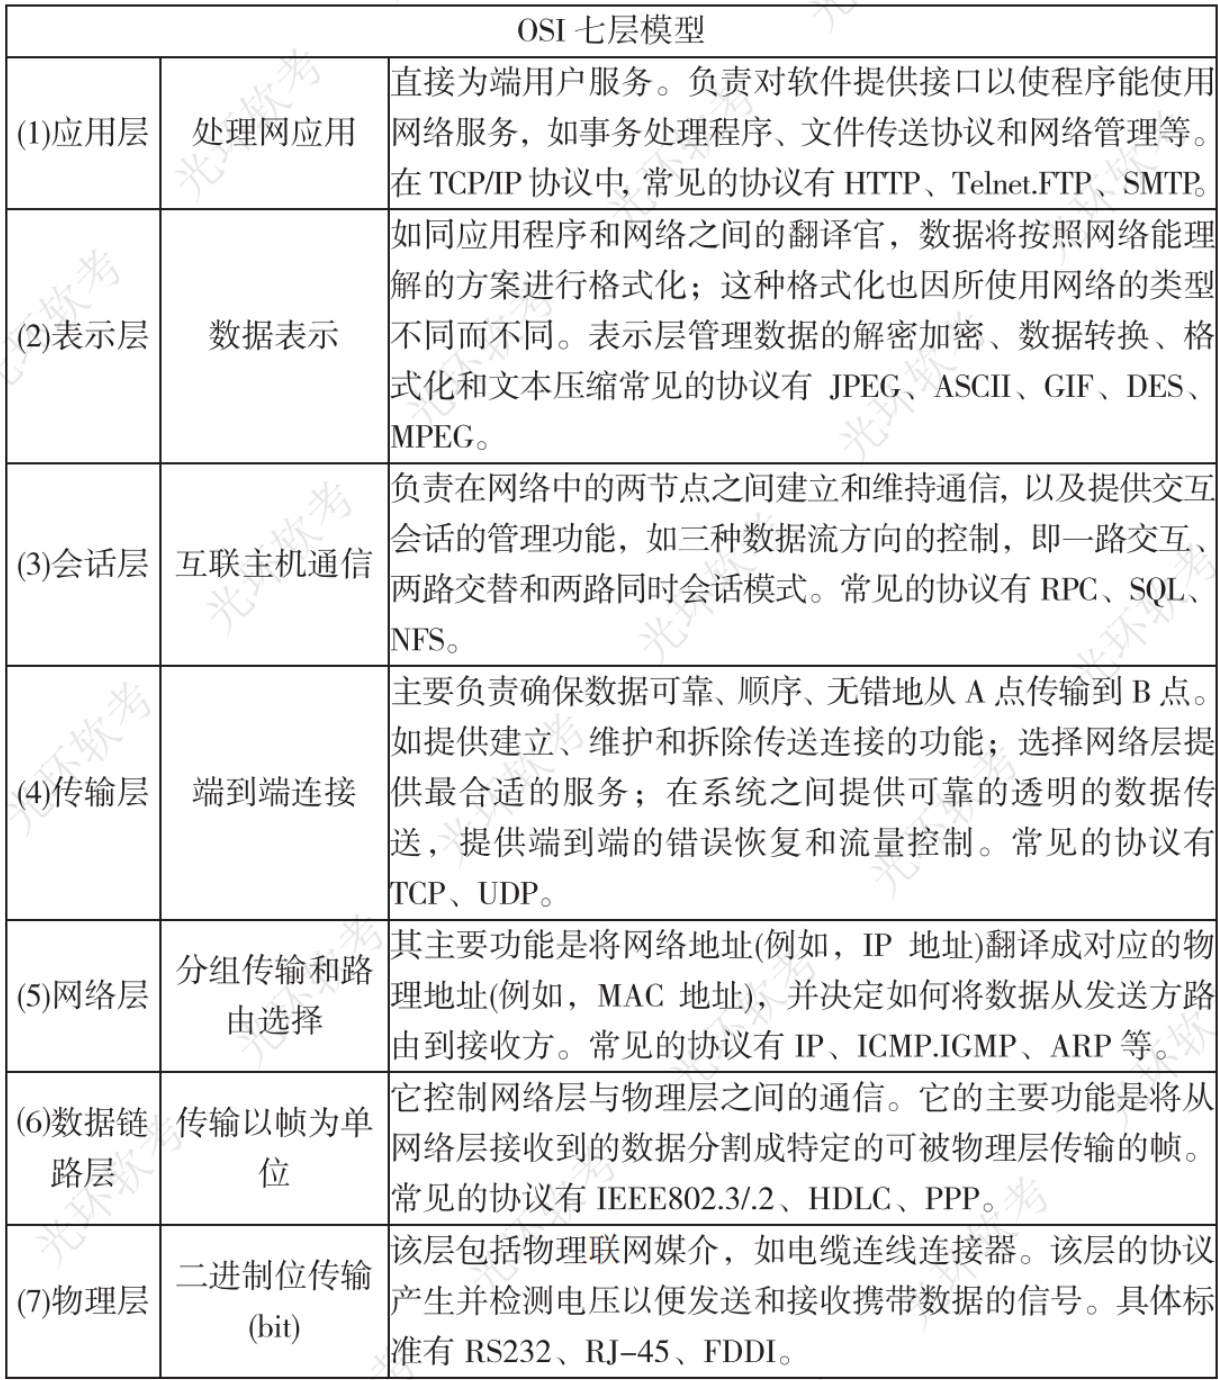 OSI 七层模型
(1)应用层
处理网应用
直接为端用户服务。负责对软件提供接口以使程序能使用
网络服务，如事务处理程序、文件传送协议和网络管理等。
在 TCP/IP 协议中, 常见的协议有 HTTP、Telnet.FTP、SMTP。
(2)表示层
数据表示
如同应用程序和网络之间的翻译官，数据将按照网络能理
解的方案进行格式化；这种格式化也因所使用网络的类型
不同而不同。表示层管理数据的解密加密、数据转换、格
式化和文本压缩常见的协议有 JPEG、ASCII、GIF、DES、
MPEG。
(3)会话层
互联主机通信
负责在网络中的两节点之间建立和维持通信, 以及提供交互
会话的管理功能，如三种数据流方向的控制，即一路交互、
两路交替和两路同时会话模式。常见的协议有 RPC、SQL、
NFS。
(4)传输层
端到端连接
主要负责确保数据可靠、顺序、无错地从 A 点传输到 B 点。
如提供建立、维护和拆除传送连接的功能；选择网络层提
供最合适的服务；在系统之间提供可靠的透明的数据传
送，提供端到端的错误恢复和流量控制。常见的协议有
TCP、UDP。
(5)网络层
分组传输和路
由选择
其主要功能是将网络地址(例如，IP 地址)翻译成对应的物
理地址(例如，MAC 地址)，并决定如何将数据从发送方路
由到接收方。常见的协议有 IP、ICMP.IGMP、ARP 等。
(6)数据链
路层
传输以帧为单
位
它控制网络层与物理层之间的通信。它的主要功能是将从
网络层接收到的数据分割成特定的可被物理层传输的帧。
常见的协议有 IEEE802.3/.2、HDLC、PPP。
(7)物理层
二进制位传输
(bit)
该层包括物理联网媒介，如电缆连线连接器。该层的协议
产生并检测电压以便发送和接收携带数据的信号。具体标
准有 RS232、RJ-45、FDDI。
光环软考